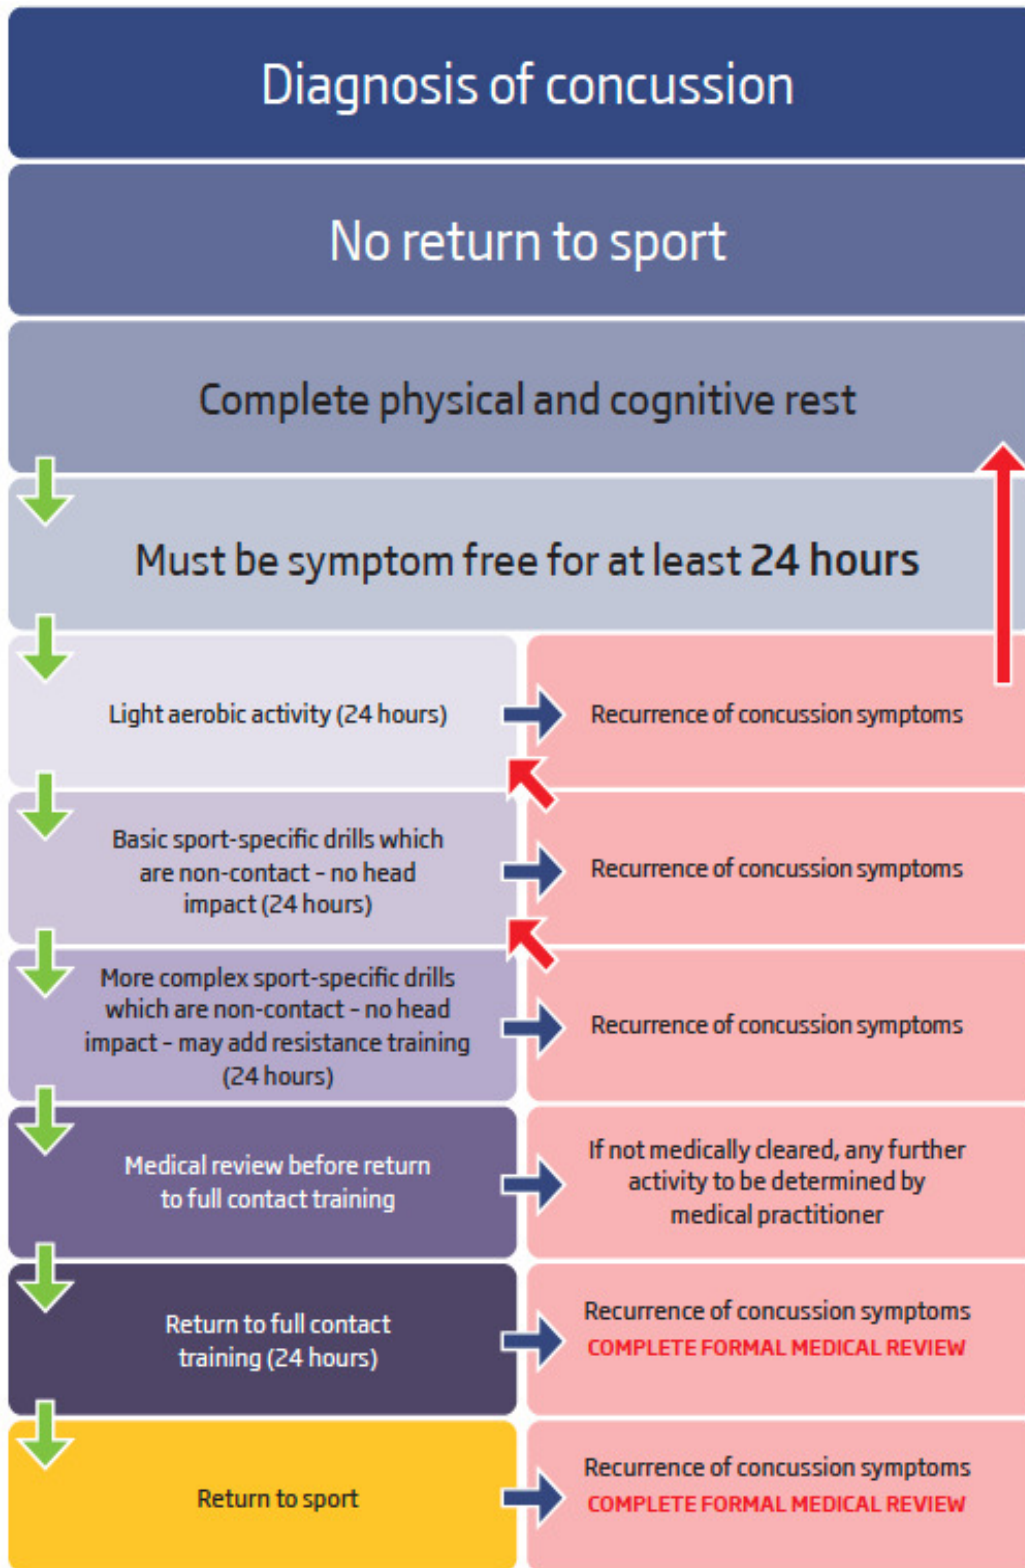 Diagnosis of concussion
No return to sport
Complete physical and cognitive rest
Must be symptom free for at least 24 hours
Light aerobic activity (24 hours)
Recurrence of concussion symptoms
Basic sport-specific drills which
are non-contact – no head
impact (24 hours)
Recurrence of concussion symptoms
More complex sport-specific drills
which are non-contact – no head
impact – may add resistance training
(24 hours)
Recurrence of concussion symptoms
Medical review before return
to full contact training
If not medically cleared, any further
activity to be determined by
medical practitioner
Return to full contact
training (24 hours)
Recurrence of concussion symptoms
COMPLETE FORMAL MEDICAL REVIEW
Return to sport
Recurrence of concussion symptoms
COMPLETE FORMAL MEDICAL REVIEW